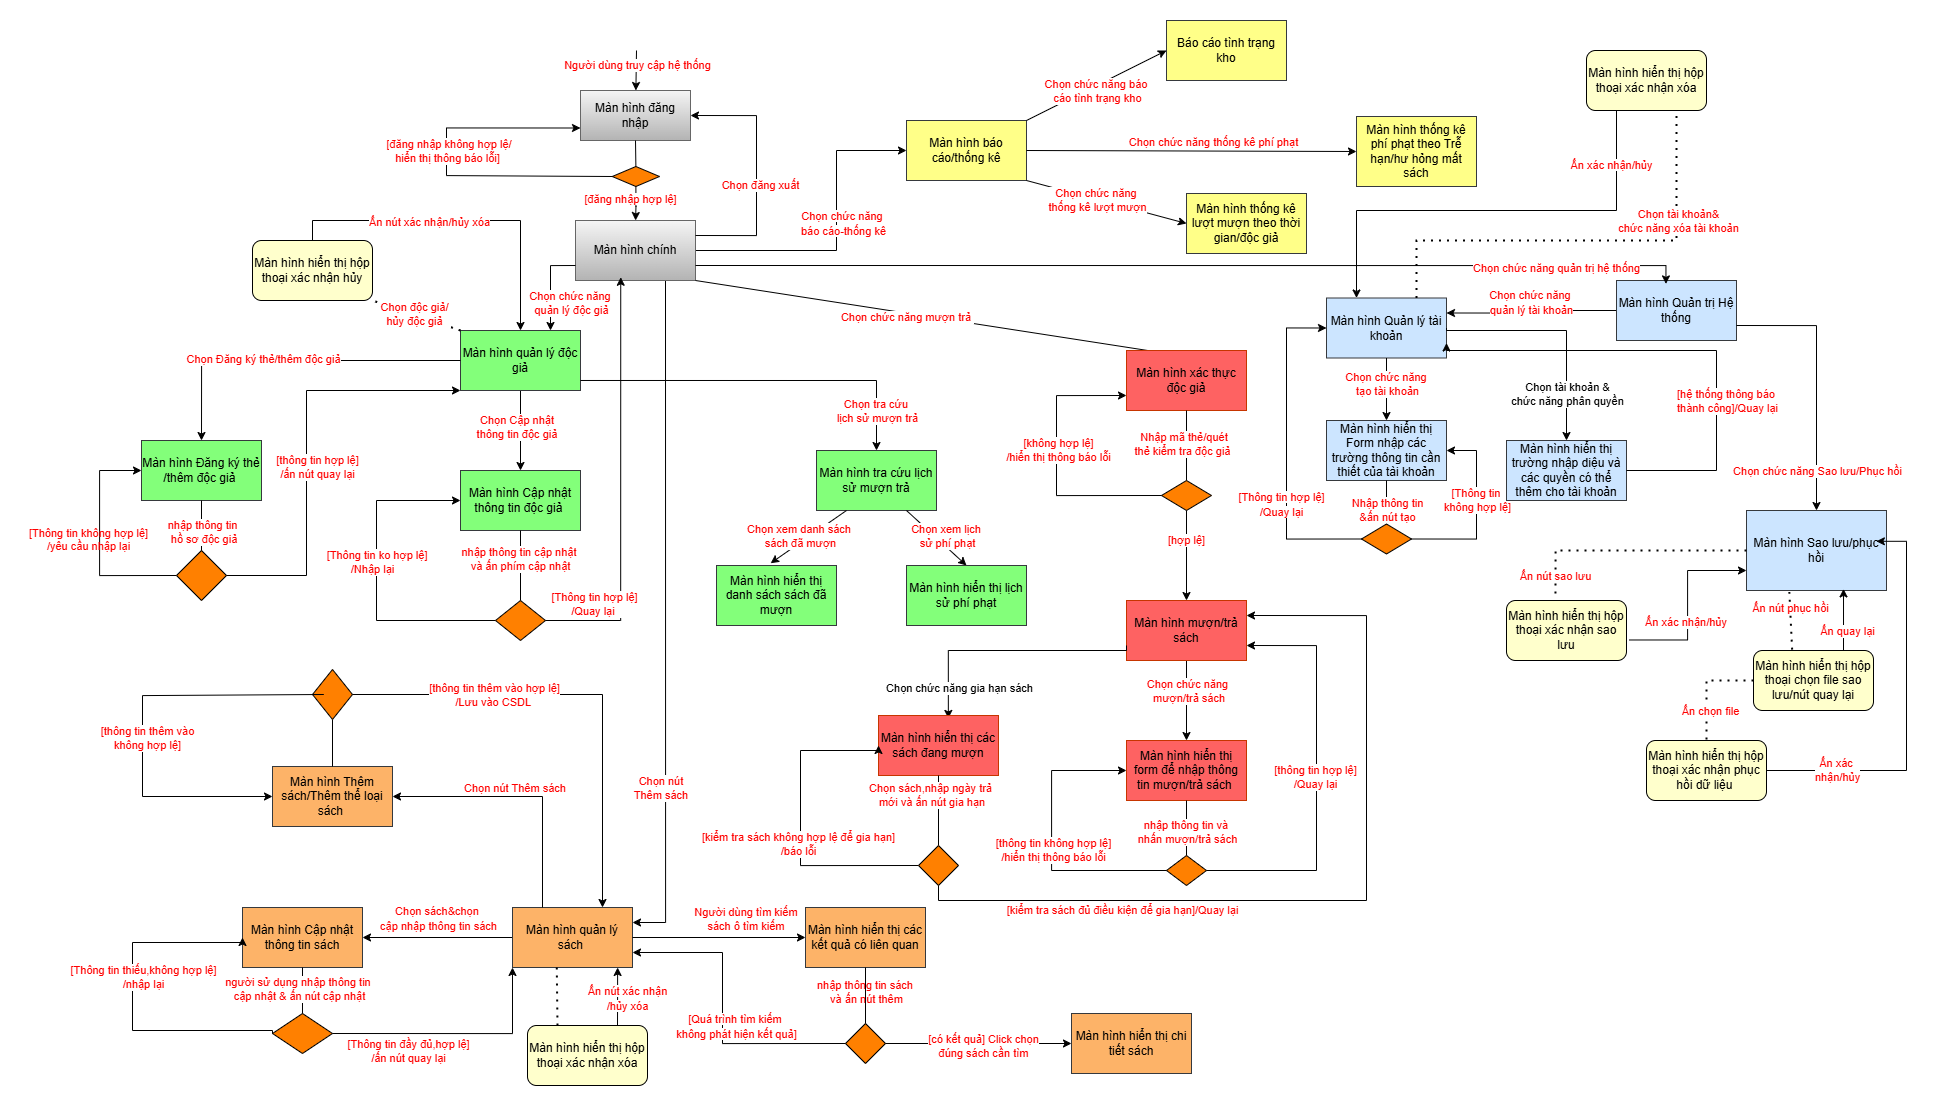 Người dùng truy cập hệ thống
Màn hình đăng
nhập
[đăng nhập không hợp lệ/
hiển thị thông báo lỗi]
[đăng nhập hợp lệ]
Chọn đăng xuất
Màn hình chính
Chọn chức năng
báo cáo-thống kê
Màn hình báo
cáo/thống kê
Chọn chức năng báo
cáo tình trạng kho
Báo cáo tình trạng
kho
Chọn chức năng thống kê phí phạt
Màn hình thống kê
phí phạt theo Trễ
hạn/hư hỏng mất
sách
Chọn chức năng
thống kê lượt mượn
Màn hình thống kê
lượt mượn theo thời
gian/độc giả
Màn hình hiển thị hộp
thoại xác nhận xóa
Ấn xác nhận/hủy
Chọn tài khoản&
chức năng xóa tài khoản
Chọn chức năng quản trị hệ thống
Màn hình Quản trị Hệ
thống
Chọn chức năng
quản lý tài khoản
Màn hình Quản lý tài
khoản
Ấn nút xác nhận/hủy xóa
Màn hình hiển thị hộp
thoại xác nhận hủy
Chọn độc giả/
hủy độc giả
Chọn chức năng
quản lý độc giả
Chọn chức năng mượn trả
Màn hình quản lý độc
giả
Chọn Đăng ký thẻ/thêm độc giả
Màn hình Đăng ký thẻ
/thêm độc giả
[thông tin hợp lệ]
/ấn nút quay lại
[Thông tin không hợp lệ]
/yêu cầu nhập lại
nhập thông tin
hồ sơ độc giả
Chọn Cập nhật
thông tin độc giả
Màn hình Cập nhật
thông tin độc giả
[Thông tin ko hợp lệ]
/Nhập lại
nhập thông tin cập nhật
và ấn phím cập nhật
[Thông tin hợp lệ]
/Quay lại
Chọn tra cứu
lịch sử mượn trả
Màn hình tra cứu lịch
sử mượn trả
Chọn xem danh sách
sách đã mượn
Chọn xem lịch
sử phí phạt
Màn hình hiển thị
danh sách sách đã
mượn
Màn hình hiển thị lịch
sử phí phạt
Màn hình xác thực
độc giả
[không hợp lệ]
/hiển thị thông báo lỗi
Nhập mã thẻ/quét
thẻ kiểm tra độc giả
[hợp lệ]
Màn hình mượn/trả
sách
Chọn chức năng
tạo tài khoản
Màn hình hiển thị
Form nhập các
trường thông tin cần
thiết của tài khoản
[Thông tin hợp lệ]
/Quay lại
Nhập thông tin
&ấn nút tạo
[Thông tin
không hợp lệ]
Chọn tài khoản &
chức năng phân quyền
Màn hình hiển thị
trường nhập diệu và
các quyền có thể
thêm cho tài khoản
[hệ thống thông báo
thành công]/Quay lại
Chọn chức năng Sao lưu/Phục hồi
Màn hình Sao lưu/phục
hồi
Ấn nút sao lưu
Màn hình hiển thị hộp
thoại xác nhận sao
lưu
Ấn xác nhận/hủy
Ấn nút phục hồi
Ấn quay lại
Màn hình hiển thị hộp
thoại chọn file sao
lưu/nút quay lại
Ấn chọn file
Màn hình hiển thị hộp
thoại xác nhận phục
hồi dữ liệu
Ấn xác
nhận/hủy
Chọn chức năng gia hạn sách
Màn hình hiển thị các
sách đang mượn
Chọn sách,nhập ngày trả
mới và ấn nút gia hạn
[kiểm tra sách không hợp lệ để gia hạn]
/báo lỗi
[kiểm tra sách đủ điều kiện để gia hạn]/Quay lại
Chọn chức năng
mượn/trả sách
Màn hình hiển thị
form để nhập thông
tin mượn/trả sách
nhập thông tin và
nhấn mượn/trả sách
[thông tin không hợp lệ]
/hiển thị thông báo lỗi
[thông tin hợp lệ]
/Quay lại
[thông tin thêm vào hợp lệ]
/Lưu vào CSDL
[thông tin thêm vào
không hợp lệ]
Màn hình Thêm
sách/Thêm thể loại
sách
Chọn nút Thêm sách
Chọn nút
Thêm sách
Màn hình Cập nhật
thông tin sách
Chọn sách&chọn
cập nhập thông tin sách
Màn hình quản lý
sách
Người dùng tìm kiếm
sách ô tìm kiếm
Màn hình hiển thị các
kết quả có liên quan
[Thông tin thiếu,không hợp lệ]
/nhập lại
người sử dụng nhập thông tin
cập nhật & ấn nút cập nhật
[Thông tin đầy đủ,hợp lệ]
/ấn nút quay lại
Ấn nút xác nhận
/hủy xóa
Màn hình hiển thị hộp
thoại xác nhận xóa
nhập thông tin sách
và ấn nút thêm
[Quá trình tìm kiếm
không phát hiện kết quả]
[có kết quả] Click chọn
đúng sách cần tìm
Màn hình hiển thị chi
tiết sách